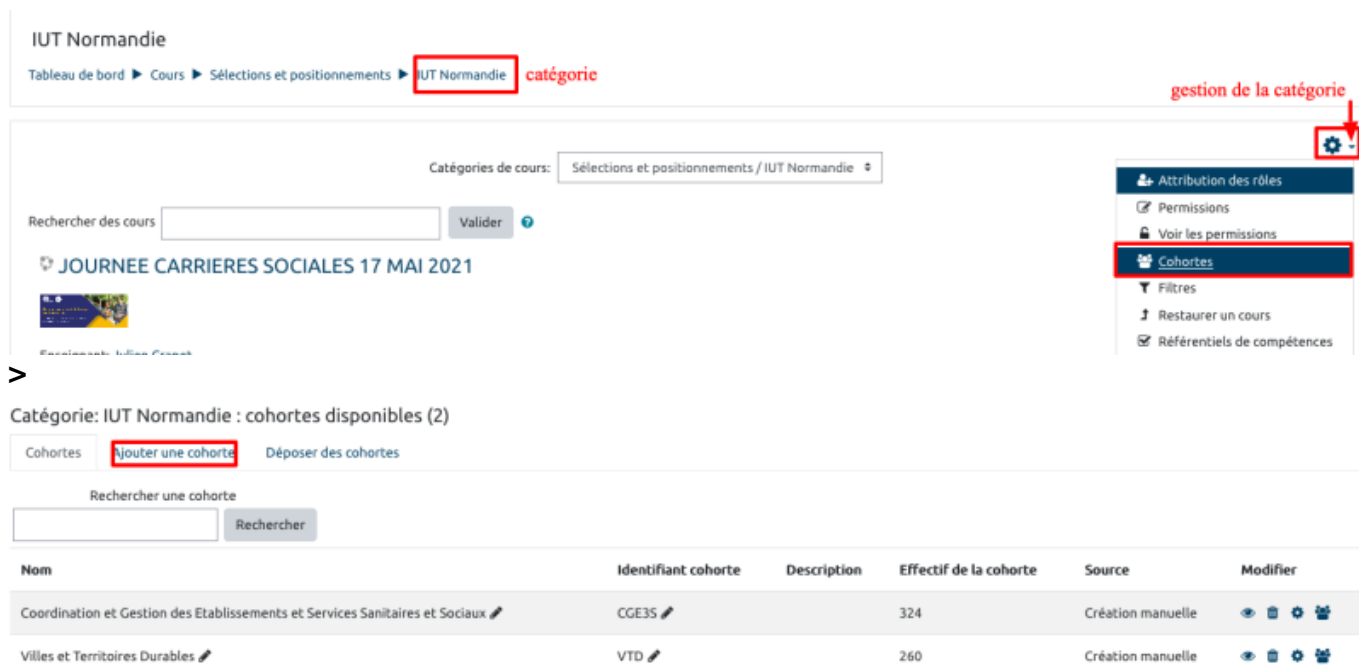 IUT Normandie
Tableau de bord ▶ Cours ▶ Sélections et positionnements ▶ IUT Normandie catégorie
gestion de la catégorie
Catégories de cours: Sélections et positionnements / IUT Normandie
Attribution des rôles
Permissions
Rechercher des cours Valider
Voir les permissions
JOURNEE CARRIERES SOCIALES 17 MAI 2021
Cohortes
Filtres
Restaurer un cours
Référentiels de compétences
>
Catégorie: IUT Normandie : cohortes disponibles (2)
Cohortes Ajouter une cohorte Déposer des cohortes
Rechercher une cohorte
Rechercher
Nom Identifiant cohorte Description Effectif de la cohorte Source Modifier
Coordination et Gestion des Etablissements et Services Sanitaires et Sociaux CGE3S 324 Création manuelle
Villes et Territoires Durables VTD 260 Création manuelle